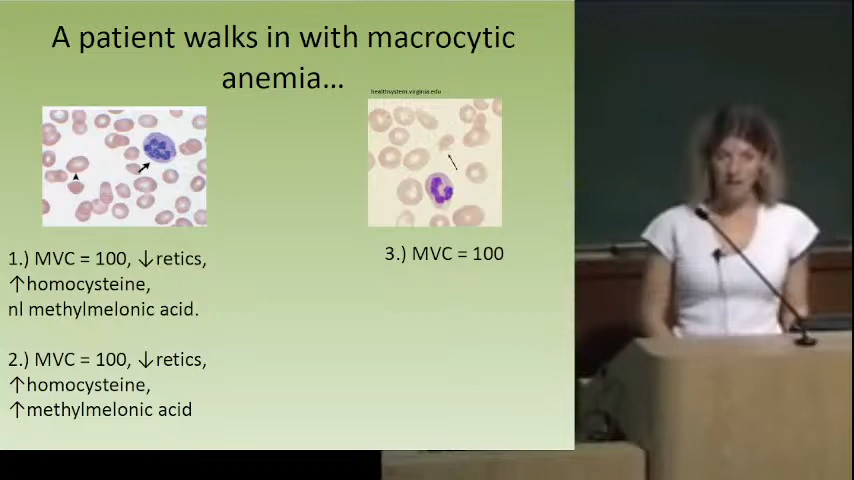 A patient walks in with macrocytic
anemia...
healthsystem.virginia.edu
1.) MVC = 100, ↓retics,
↑homocysteine,
nl methylmelonic acid.
2.) MVC = 100, ↓retics,
↑homocysteine,
↑methylmelonic acid
3.) MVC = 100